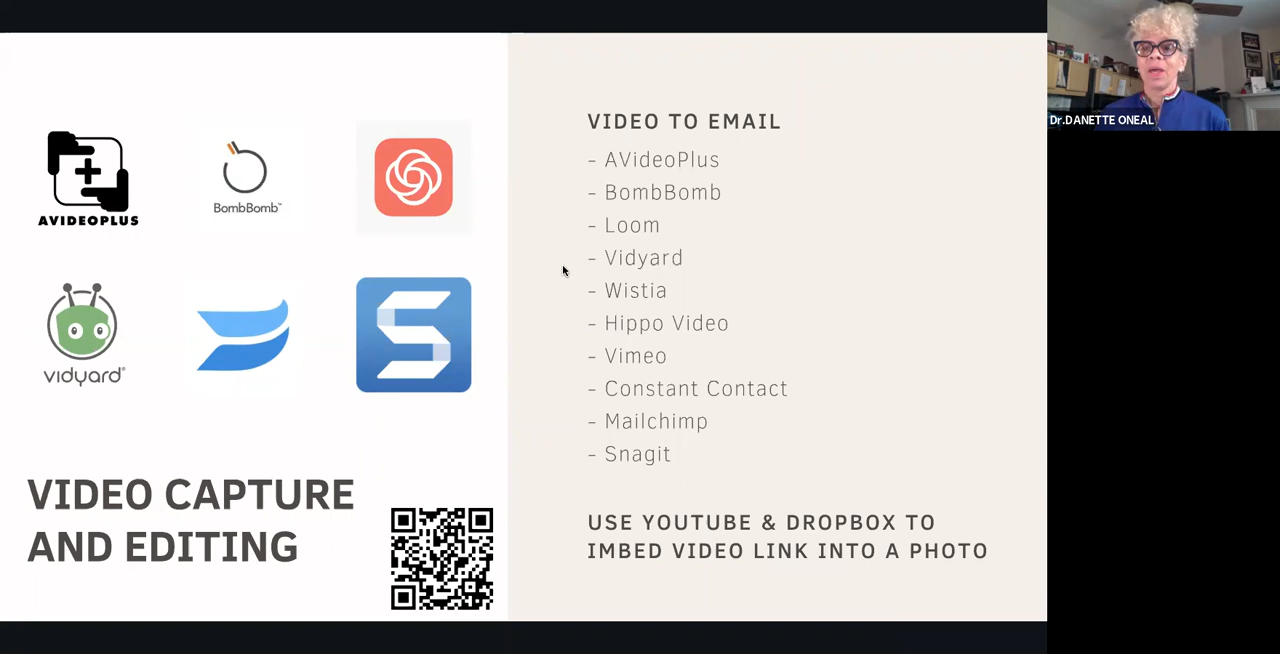 AVIDEOPLUS
BombBomb™
vidyard®
VIDEO CAPTURE
AND EDITING
VIDEO TO EMAIL
- AVideoPlus
- BombBomb
- Loom
- Vidyard
- Wistia
- Hippo Video
- Vimeo
- Constant Contact
- Mailchimp
- Snagit
USE YOUTUBE & DROPBOX TO
IMBED VIDEO LINK INTO A PHOTO
Dr.DANETTE ONEAL